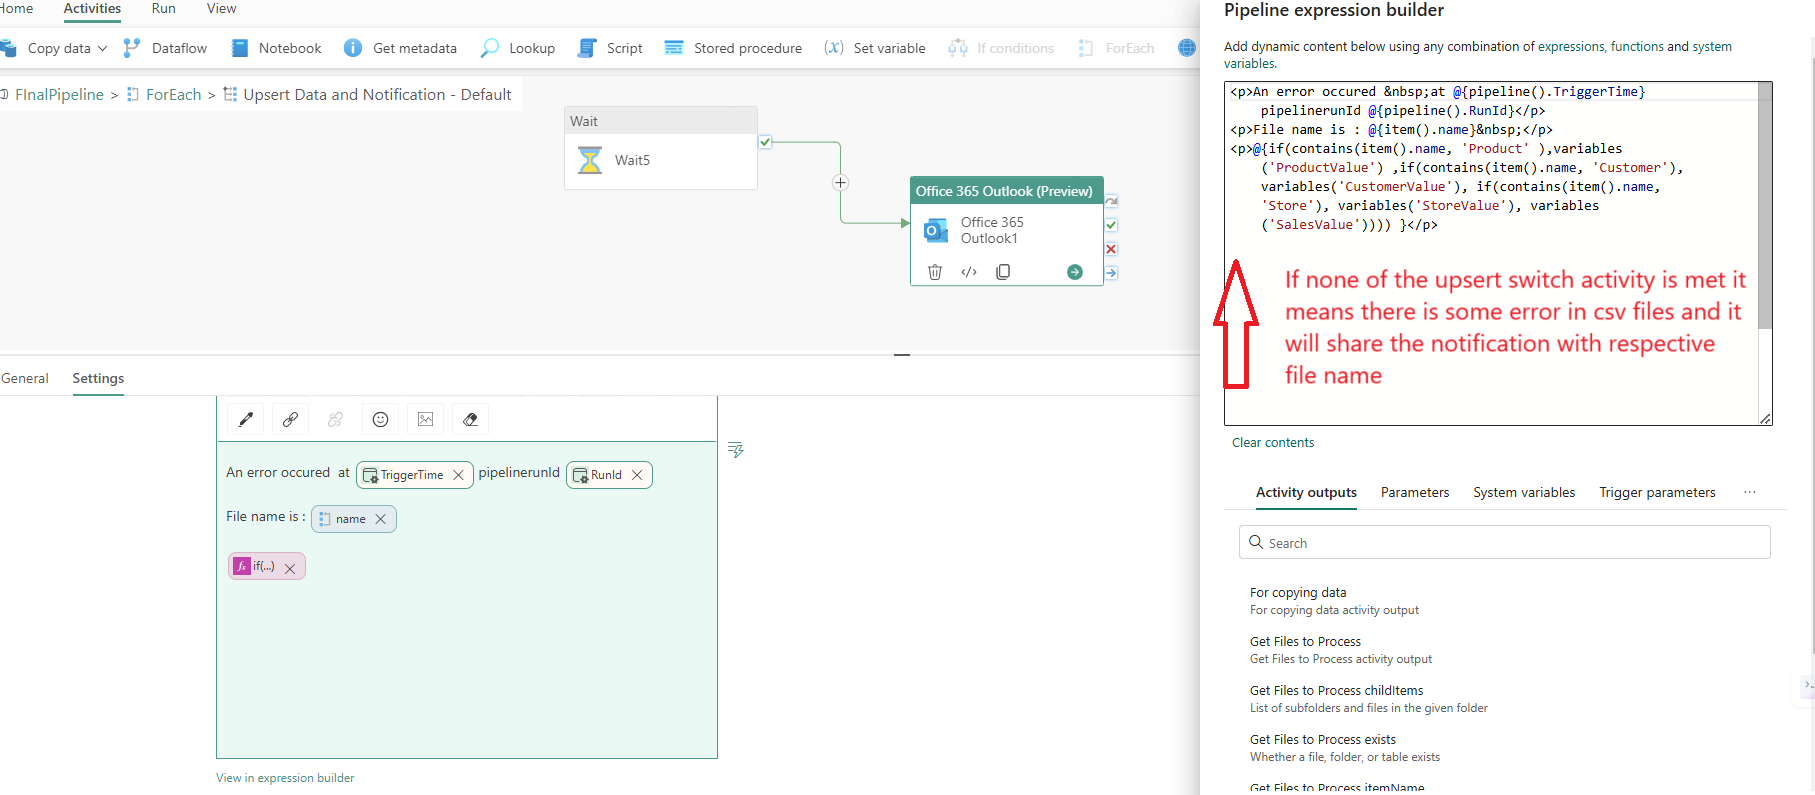 Home Activities Run View
Copy data Dataflow Notebook Get metadata Lookup Script Stored procedure (x) Set variable If conditions ForEach
FInalPipeline > ForEach > Upsert Data and Notification - Default
Wait
Wait5
Office 365 Outlook (Preview)
Office 365
Outlook1
General Settings
An error occured at TriggerTime pipelinerunId RunId
File name is : name
fx if(...)
View in expression builder
Pipeline expression builder
Add dynamic content below using any combination of expressions, functions and system
variables.
<p>An error occured &nbsp;at @{pipeline().TriggerTime}
pipelinerunId @{pipeline().RunId}</p>
<p>File name is : @{item().name}&nbsp;</p>
<p>@{if(contains(item().name, 'Product' ),variables
('ProductValue') ,if(contains(item().name, 'Customer'),
variables('CustomerValue'), if(contains(item().name,
'Store'), variables('StoreValue'), variables
('SalesValue')))) }</p>
If none of the upsert switch activity is met it
means there is some error in csv files and it
will share the notification with respective
file name
Clear contents
Activity outputs Parameters System variables Trigger parameters ...
Search
For copying data
For copying data activity output
Get Files to Process
Get Files to Process activity output
Get Files to Process childItems
List of subfolders and files in the given folder
Get Files to Process exists
Whether a file, folder, or table exists
Get Files to Process itemName